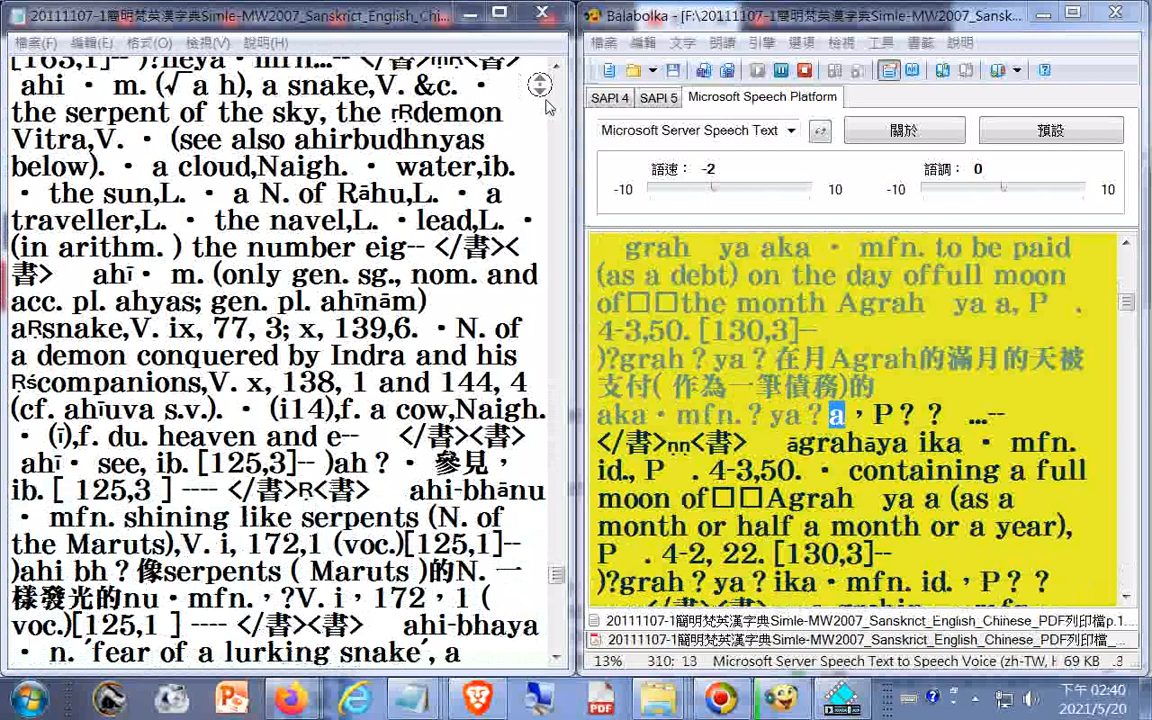 20211107-1簡明梵英漢字典Simle-MW2007_Sanskrict_English_Chi...
檔案(F) 編輯(E) 格式(O) 檢視(V) 說明(H)
[163,1]-- )?neya・mfn...-- </書>ṃṇ<書>
ahi ・ m. (√ a h), a snake,V. &c. ・
the serpent of the sky, the ṛRdemon
Vitra,V. ・ (see also ahirbudhnyas
below). ・ a cloud,Naigh. ・ water,ib.
・ the sun,L. ・ a N. of Rāhu,L. ・ a
traveller,L. ・ the navel,L. ・lead,L. ・
(in arithm. ) the number eig-- </書><
書> ahī・ m. (only gen. sg., nom. and
acc. pl. ahyas; gen. pl. ahīnām)
aRsnake,V. ix, 77, 3; x, 139,6. ・N. of
a demon conquered by Indra and his
Rścompanions,V. x, 138, 1 and 144, 4
(cf. ahīuva s.v.). ・ (i14),f. a cow,Naigh.
・ (ī),f. du. heaven and e-- </書><書>
ahī・ see, ib. [125,3]-- )ah？・ 參見，
ib. [ 125,3 ] ---- </書>Ṛ<書> ahi-bhānu
・ mfn. shining like serpents (N. of
the Maruts),V. i, 172,1 (voc.)[125,1]--
)ahi bh？像serpents ( Maruts )的N. 一
樣發光的nu・mfn.，?V. i，172，1 (
voc.)[125,1 ] ---- </書><書> ahi-bhaya
・ n. 'fear of a lurking snake', a
Balabolka - [F:\20211107-1簡明梵英漢字典Simle-MW2007_Sansk...
檔案 編輯 文字 朗讀 引擎 選項 檢視 工具 書籤 說明
SAPI 4 SAPI 5 Microsoft Speech Platform
Microsoft Server Speech Text 關於 預設
語速： -2 語調： 0
-10 10 -10 10
grah ya aka ・ mfn. to be paid
(as a debt) on the day offull moon
of□□the month Agrah ya a, P .
4-3,50. [130,3]--
)?grah？ya？在月Agrah的滿月的天被
支付( 作為一筆債務)的
aka・mfn.？ya？a，P？？ ...--
</書>ṇṇ<書> āgrahāya ika ・ mfn.
id., P . 4-3,50. ・ containing a full
moon of□□Agrah ya a (as a
month or half a month or a year),
P . 4-2, 22. [130,3]--
)?grah？ya？ika・mfn. id.，P？？
20211107-1簡明梵英漢字典Simle-MW2007_Sanskrict_English_Chinese_PDF列印檔p.1...
20211107-1簡明梵英漢字典Simle-MW2007_Sanskrict_English_Chinese_PDF列印檔_...
13% 310: 13 Microsoft Server Speech Text to Speech Voice (zh-TW, H 69 KB
PDF
下午 02:40
2021/5/20